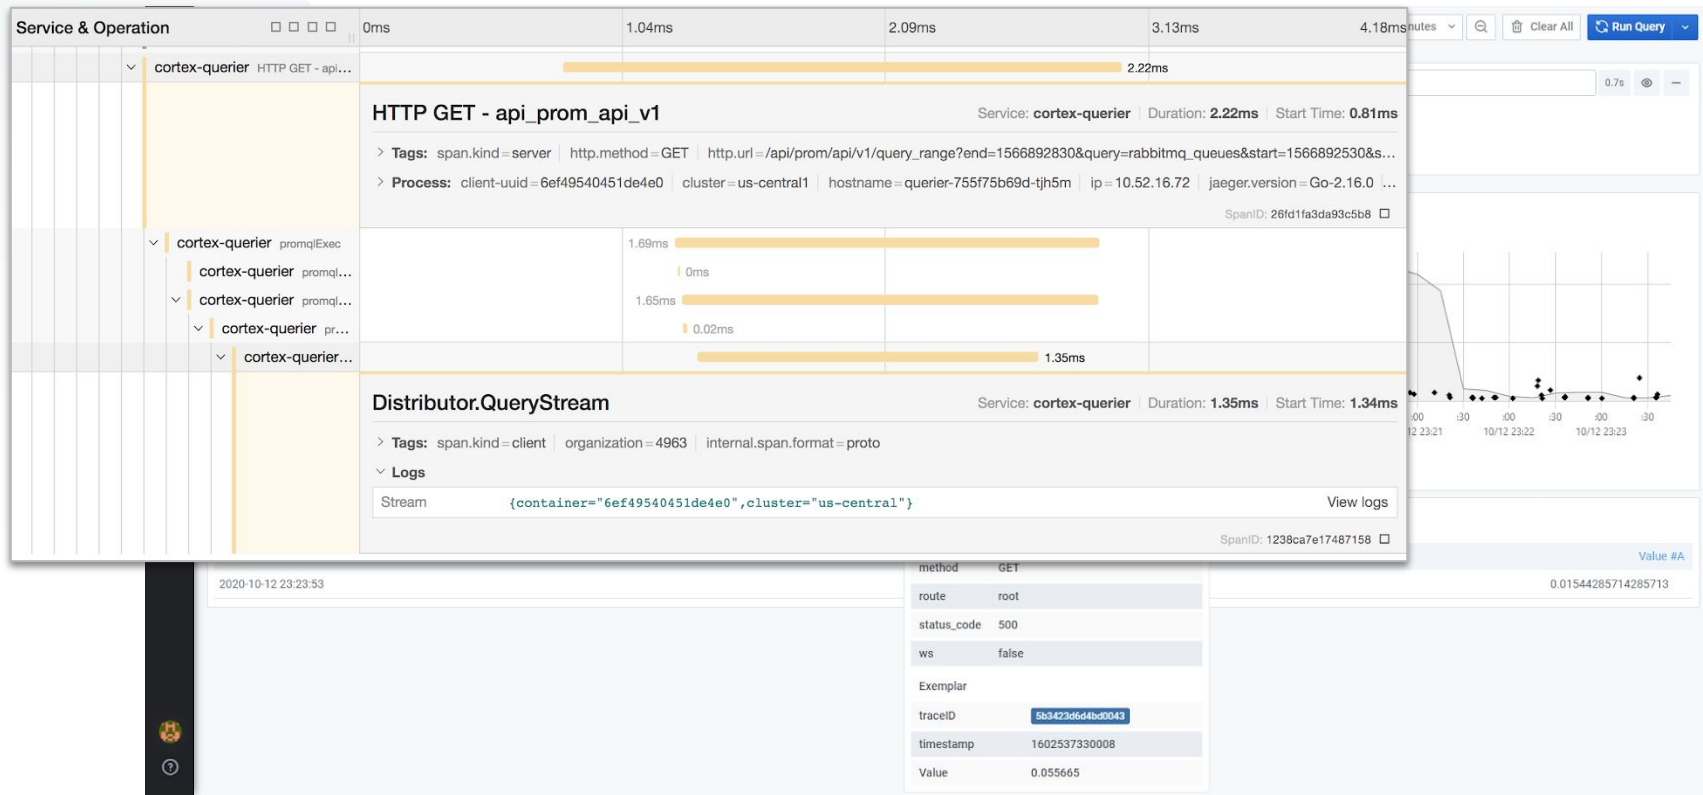 Service & Operation
0ms 1.04ms 2.09ms 3.13ms 4.18ms
Clear All Run Query
cortex-querier HTTP GET - api... 2.22ms
0.7s
HTTP GET - api_prom_api_v1 Service: cortex-querier Duration: 2.22ms Start Time: 0.81ms
Tags: span.kind = server http.method = GET http.url = /api/prom/api/v1/query_range?end=1566892830&query=rabbitmq_queues&start=1566892530&s...
Process: client-uuid = 6ef49540451de4e0 cluster = us-central1 hostname = querier-755f75b69d-tjh5m ip = 10.52.16.72 jaeger.version = Go-2.16.0 ...
SpanID: 26fd1fa3da93c5b8
cortex-querier promqlExec 1.69ms
cortex-querier promql... 0ms
cortex-querier promql... 1.65ms
cortex-querier pr... 0.02ms
cortex-querier... 1.35ms
Distributor.QueryStream Service: cortex-querier Duration: 1.35ms Start Time: 1.34ms
:00 :30 :00 :30 :00 :30
10/12 23:22 10/12 23:23
Tags: span.kind = client organization = 4963 internal.span.format = proto
Logs
Stream {container="6ef49540451de4e0",cluster="us-central"} View logs
SpanID: 1238ca7e17487158
Value #A
method GET
2020-10-12 23:23:53 0.01544285714285713
route root
status_code 500
ws false
Exemplar
traceID 5b3423d6d4bd0043
timestamp 1602537330008
Value 0.055665